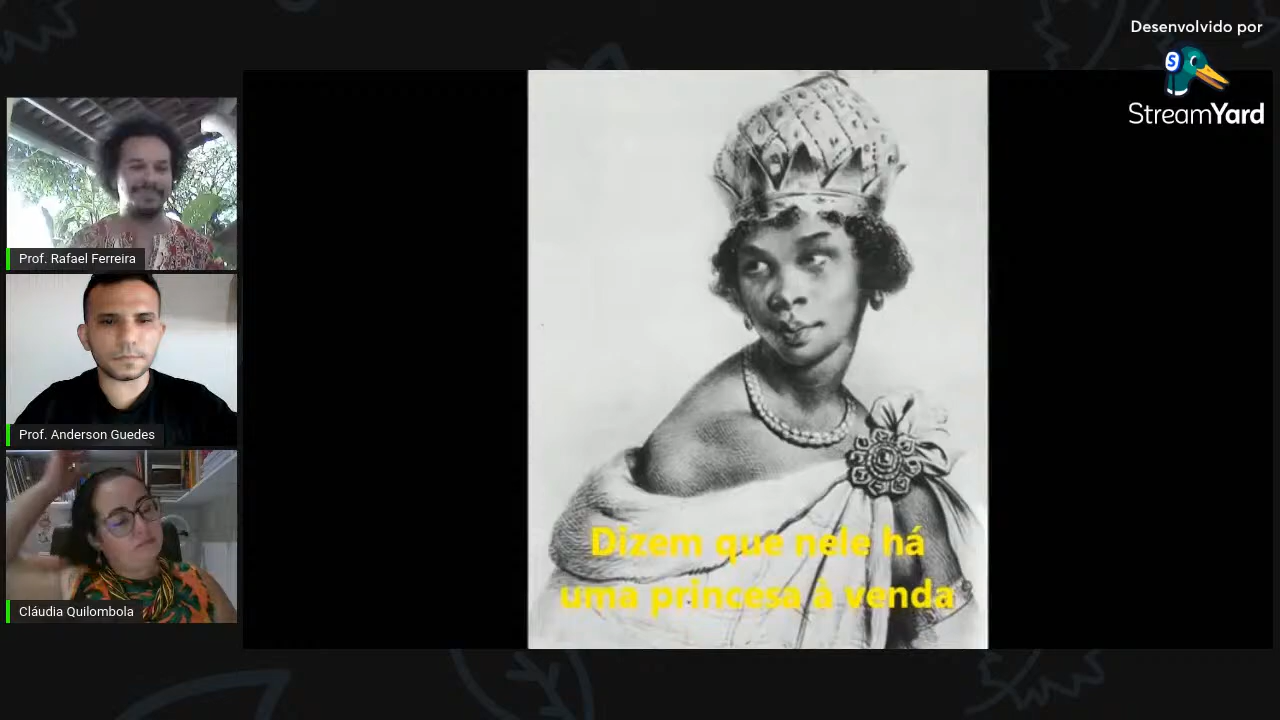 Desenvolvido por
StreamYard
Prof. Rafael Ferreira
Prof. Anderson Guedes
Cláudia Quilombola
Dizem que nele há
uma princesa à venda